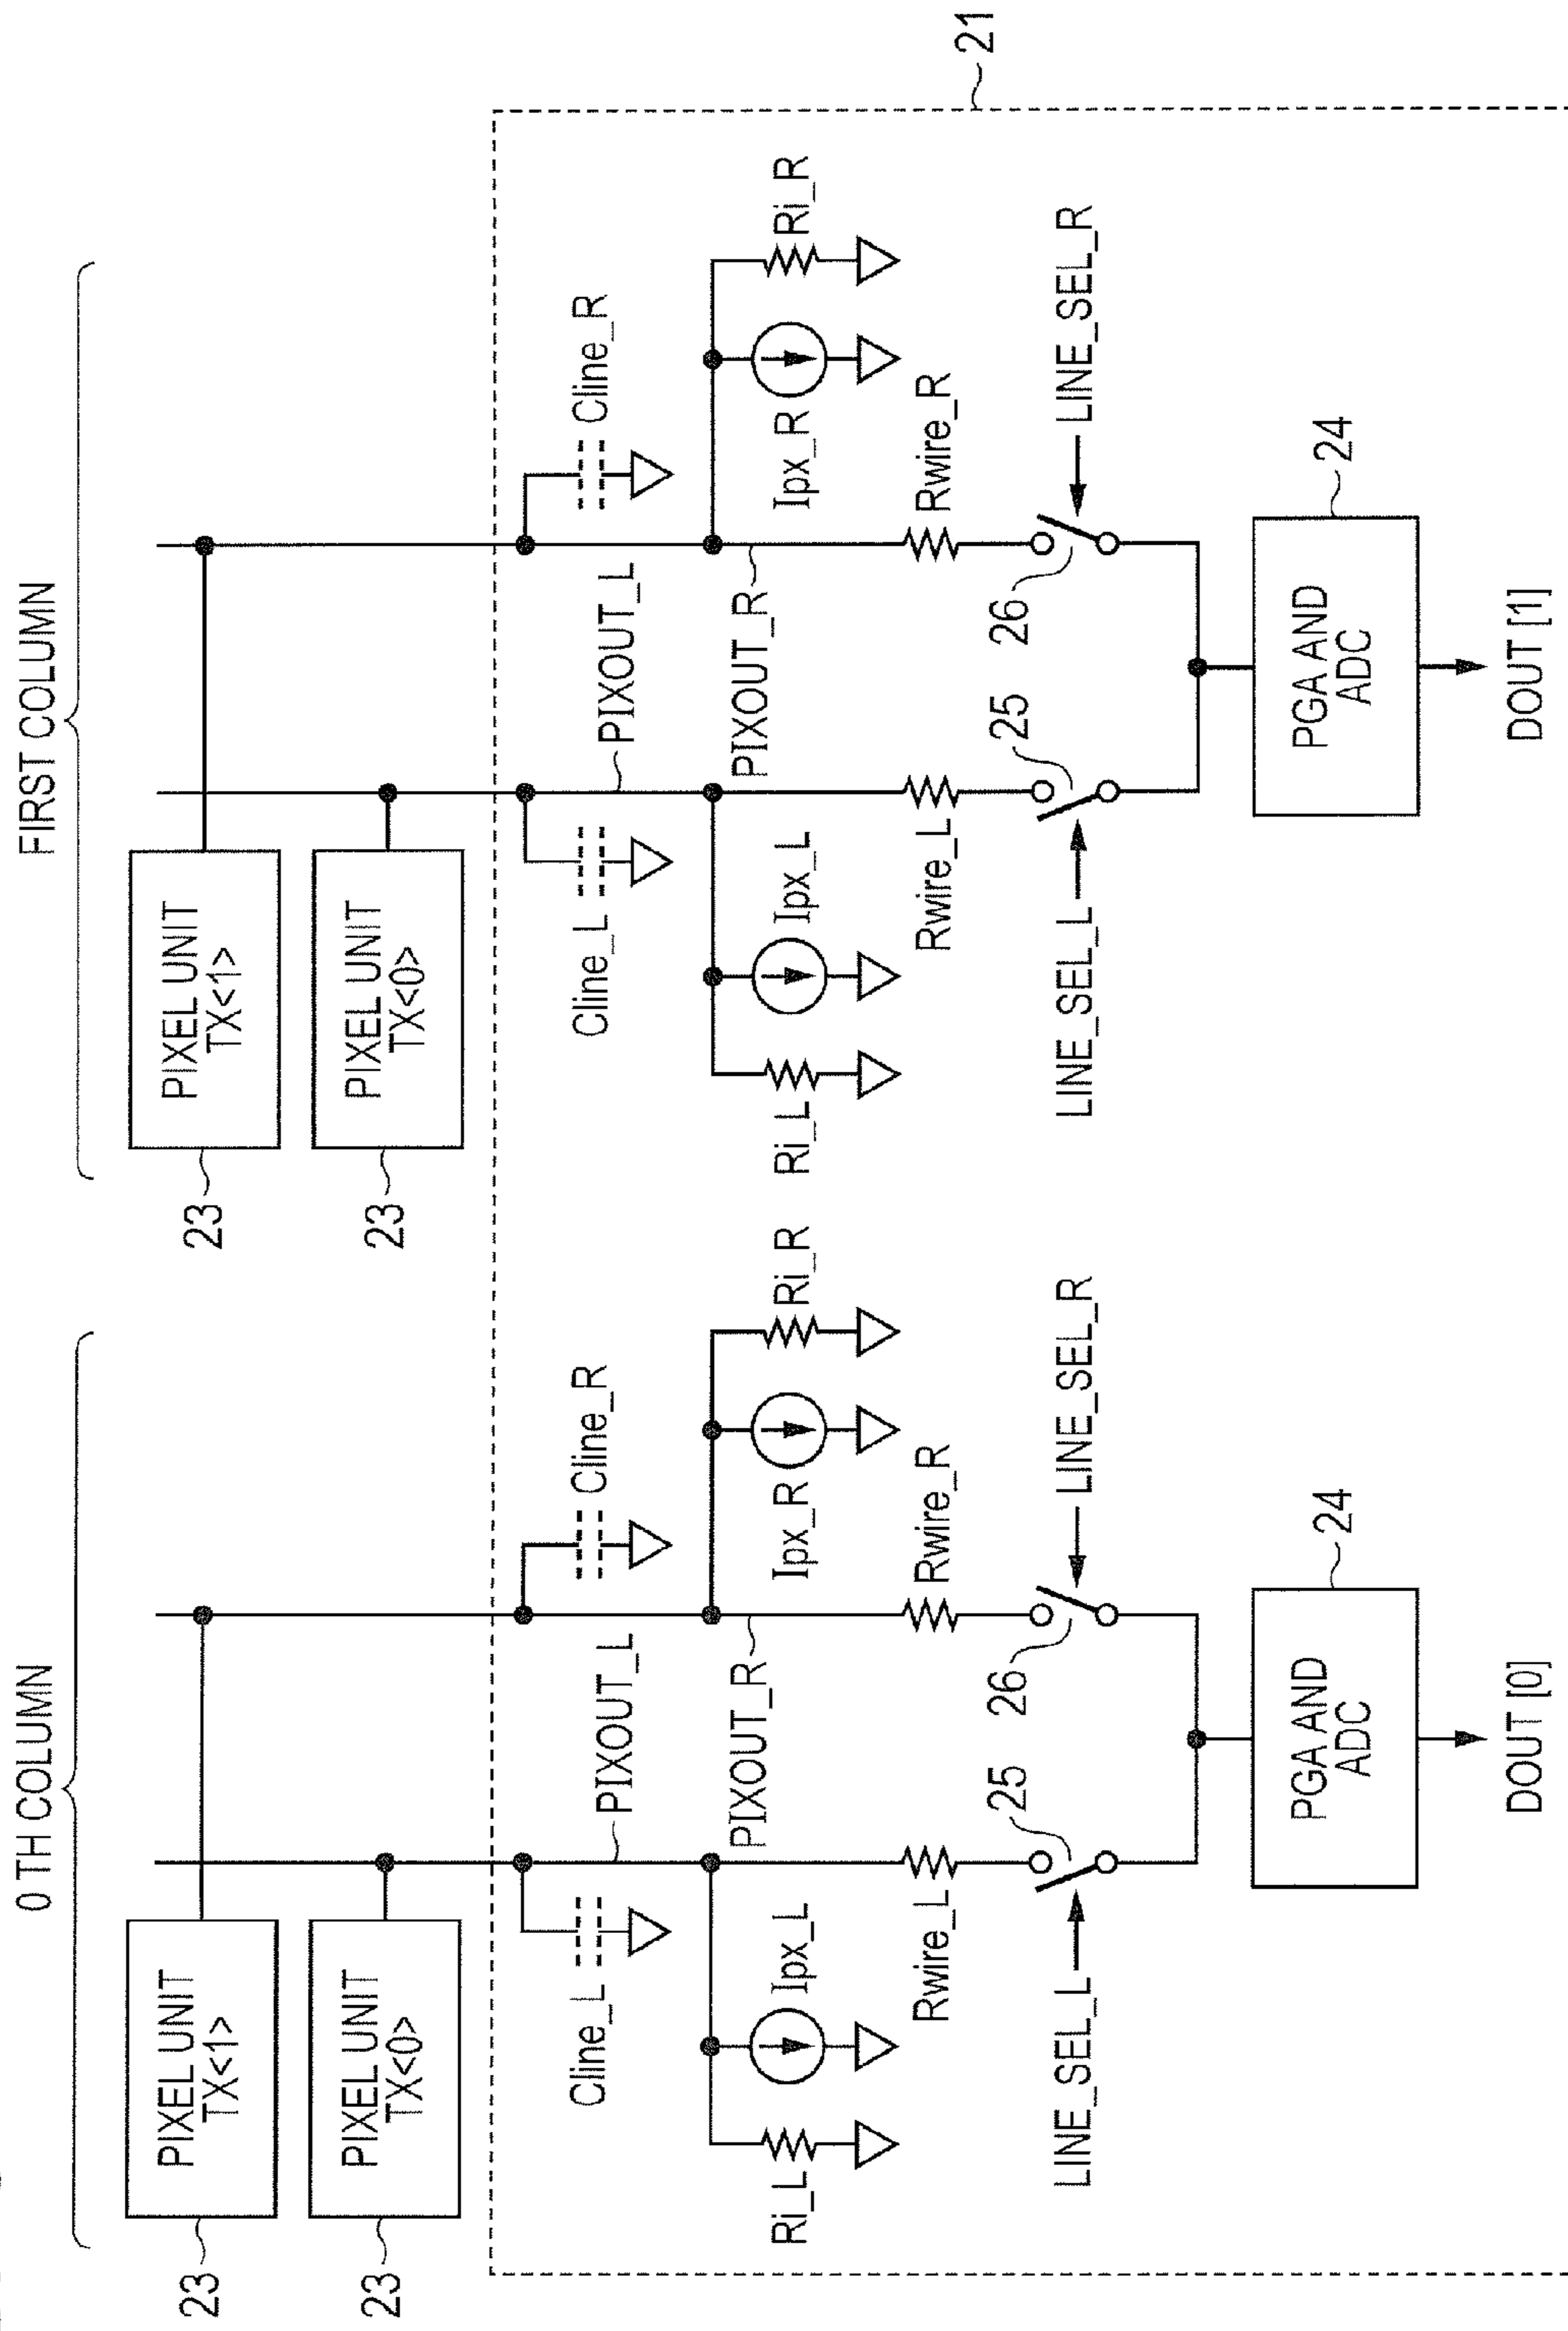 0 TH COLUMN
FIRST COLUMN
PIXEL UNIT
TX<1>
23
PIXEL UNIT
TX<0>
23
PIXEL UNIT
TX<1>
23
PIXEL UNIT
TX<0>
23
21
Cline_L
Cline_R
Cline_L
Cline_R
PIXOUT_L
PIXOUT_L
PIXOUT_R
PIXOUT_R
Ri_L
Ipx_L
Ipx_R
Ri_R
Ri_L
Ipx_L
Ipx_R
Ri_R
Rwire_L
Rwire_R
Rwire_L
Rwire_R
LINE_SEL_L
25
26
LINE_SEL_R
LINE_SEL_L
25
26
LINE_SEL_R
PGA AND
ADC
24
PGA AND
ADC
24
DOUT [0]
DOUT [1]